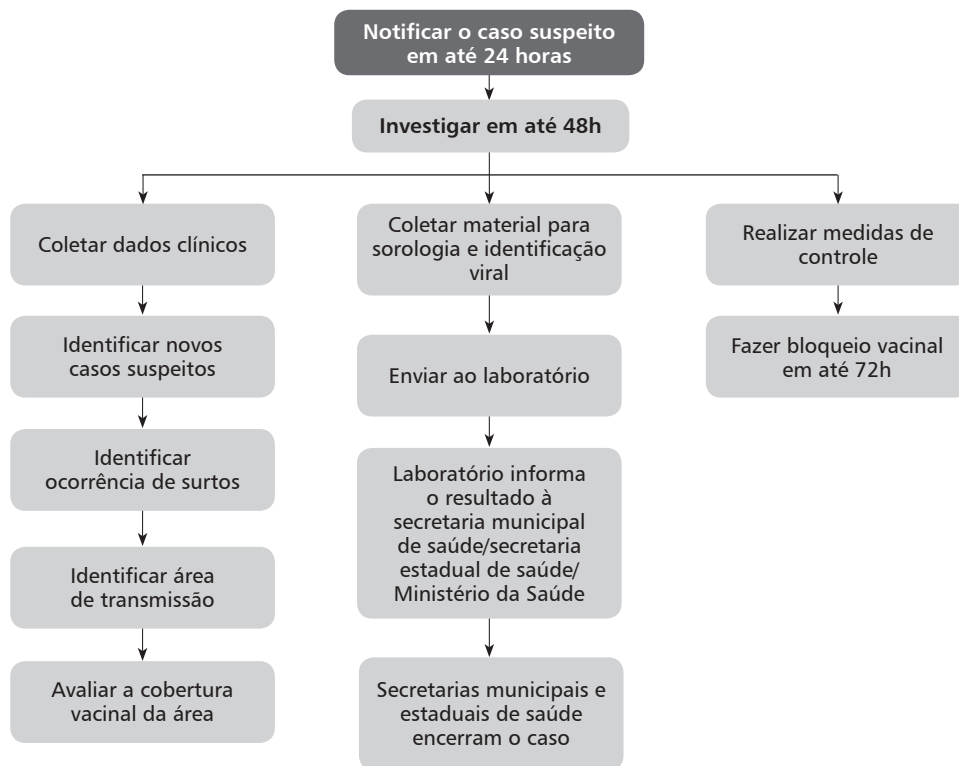 Notificar o caso suspeito
em até 24 horas
Investigar em até 48h
Coletar dados clínicos
Identificar novos
casos suspeitos
Identificar
ocorrência de surtos
Identificar área
de transmissão
Avaliar a cobertura
vacinal da área
Coletar material para
sorologia e identificação
viral
Enviar ao laboratório
Laboratório informa
o resultado à
secretaria municipal
de saúde/secretaria
estadual de saúde/
Ministério da Saúde
Secretarias municipais e
estaduais de saúde
encerram o caso
Realizar medidas de
controle
Fazer bloqueio vacinal
em até 72h